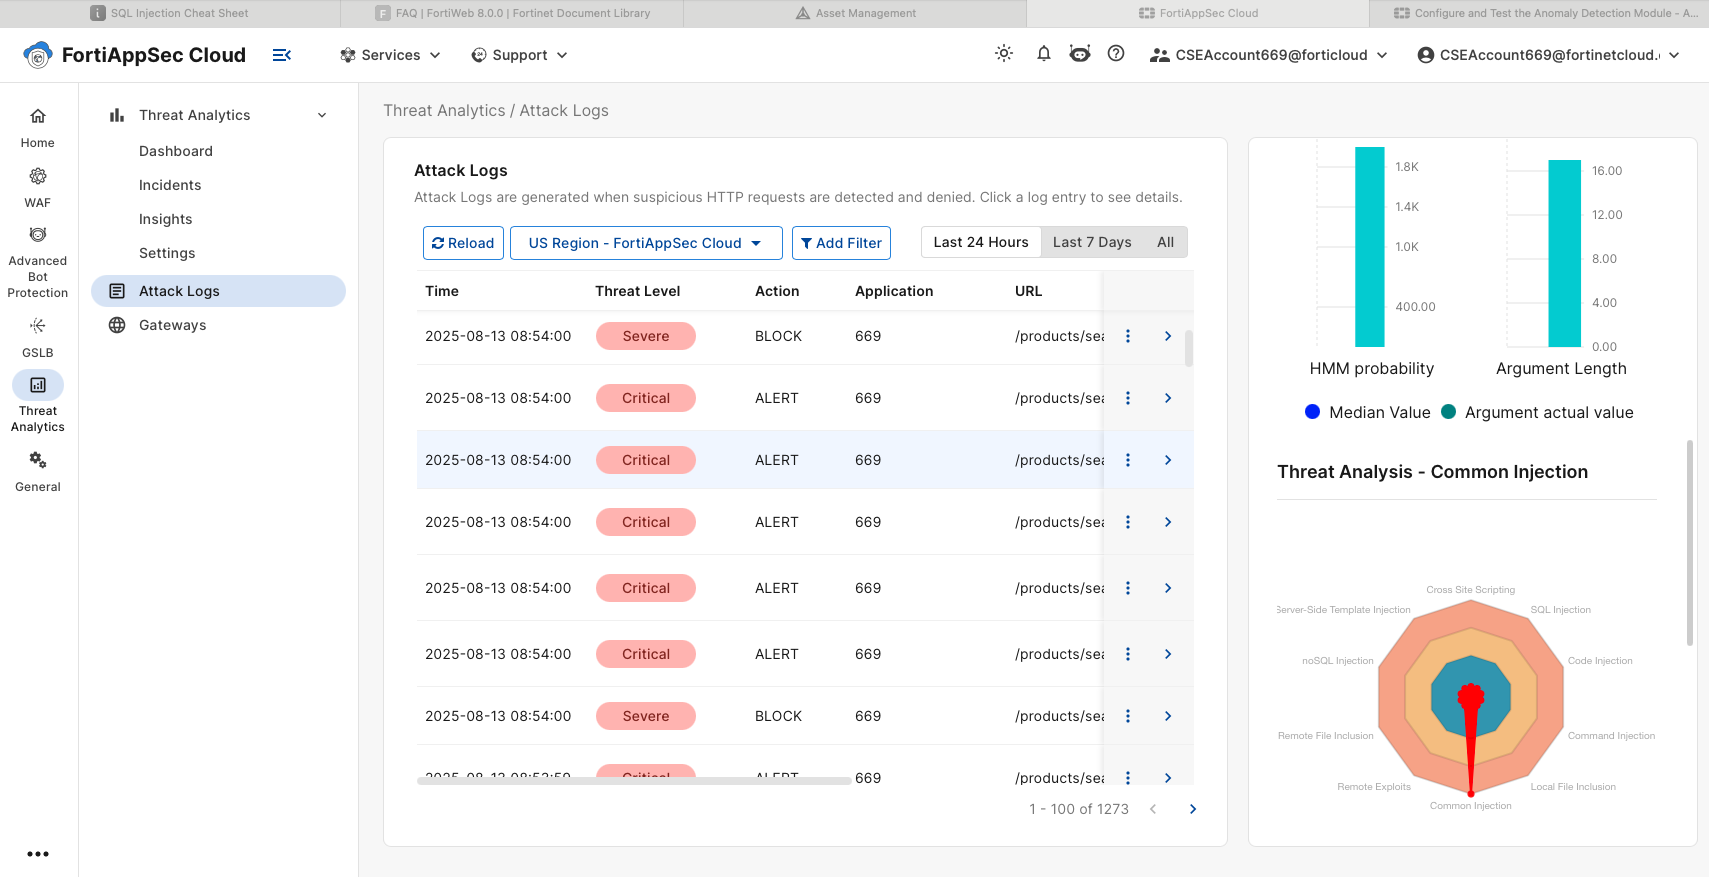 SQL Injection Cheat Sheet
FAQ | FortiWeb 8.0.0 | Fortinet Document Library
Asset Management
FortiAppSec Cloud
Configure and Test the Anomaly Detection Module - A...
FortiAppSec Cloud
Services
Support
CSEAccount669@forticloud
CSEAccount669@fortinetcloud.
Home
WAF
Advanced
Bot
Protection
GSLB
Threat
Analytics
General
Threat Analytics
Dashboard
Incidents
Insights
Settings
Attack Logs
Gateways
Threat Analytics / Attack Logs
Attack Logs
Attack Logs are generated when suspicious HTTP requests are detected and denied. Click a log entry to see details.
Reload
US Region - FortiAppSec Cloud
Add Filter
Last 24 Hours
Last 7 Days
All
Time Threat Level Action Application URL
2025-08-13 08:54:00 Severe BLOCK 669 /products/sea
2025-08-13 08:54:00 Critical ALERT 669 /products/sea
2025-08-13 08:54:00 Critical ALERT 669 /products/sea
2025-08-13 08:54:00 Critical ALERT 669 /products/sea
2025-08-13 08:54:00 Critical ALERT 669 /products/sea
2025-08-13 08:54:00 Critical ALERT 669 /products/sea
2025-08-13 08:54:00 Severe BLOCK 669 /products/sea
2025-08-13 08:53:59 Critical ALERT 669 /products/sea
1 - 100 of 1273
1.8K
1.4K
1.0K
400.00
HMM probability
16.00
12.00
8.00
4.00
0.00
Argument Length
Median Value
Argument actual value
Threat Analysis - Common Injection
Cross Site Scripting
Server-Side Template Injection
SQL Injection
noSQL Injection
Code Injection
Remote File Inclusion
Command Injection
Remote Exploits
Local File Inclusion
Common Injection